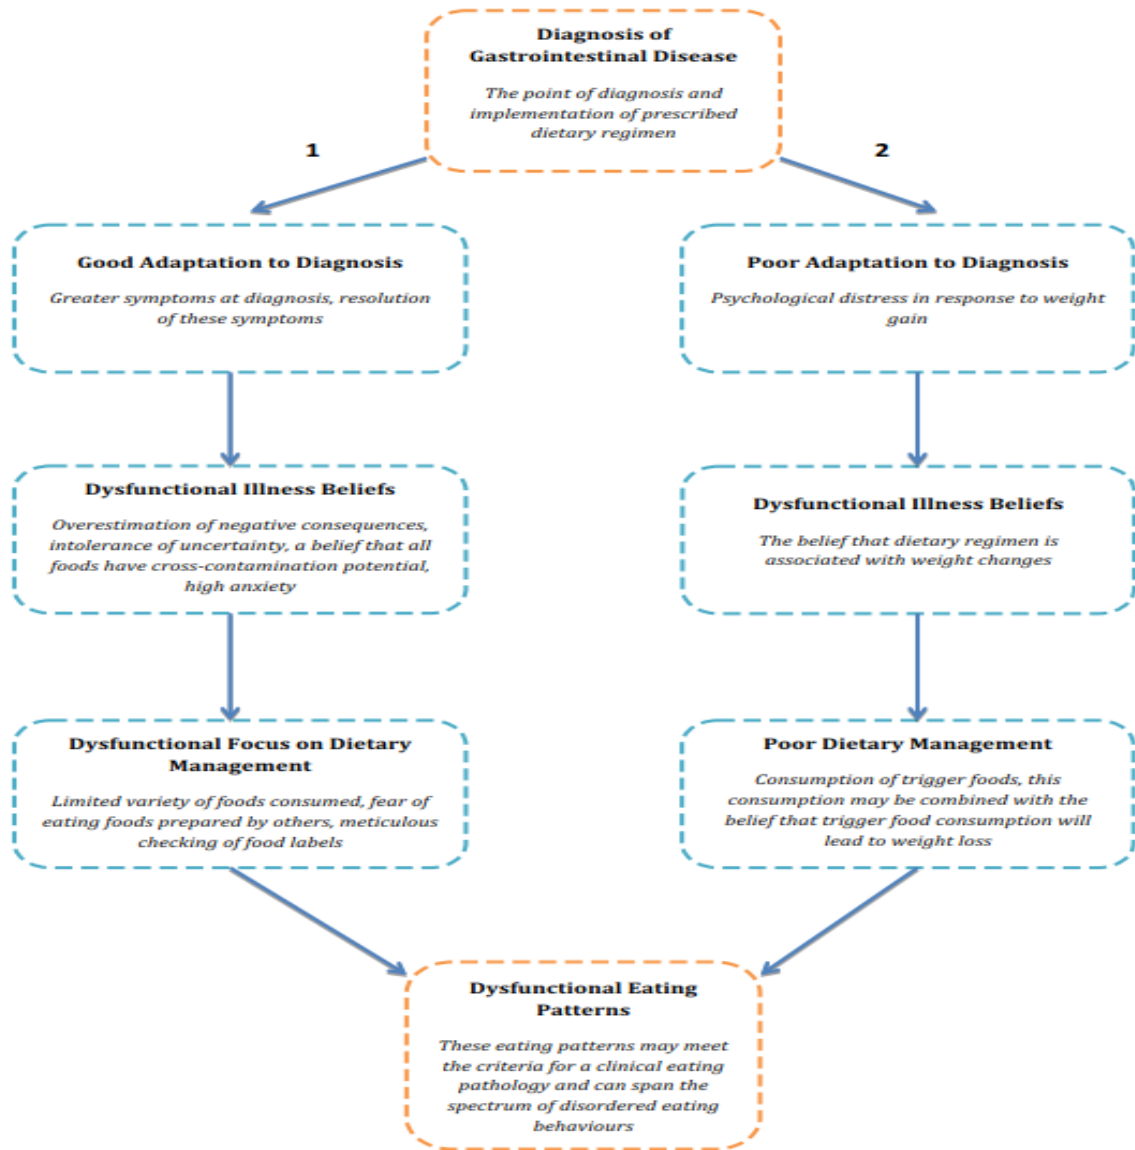 Diagnosis of
Gastrointestinal Disease
The point of diagnosis and
implementation of prescribed
dietary regimen
1
2
Good Adaptation to Diagnosis
Greater symptoms at diagnosis, resolution
of these symptoms
Poor Adaptation to Diagnosis
Psychological distress in response to weight
gain
Dysfunctional Illness Beliefs
Overestimation of negative consequences,
intolerance of uncertainty, a belief that all
foods have cross-contamination potential,
high anxiety
Dysfunctional Illness Beliefs
The belief that dietary regimen is
associated with weight changes
Dysfunctional Focus on Dietary
Management
Limited variety of foods consumed, fear of
eating foods prepared by others, meticulous
checking of food labels
Poor Dietary Management
Consumption of trigger foods, this
consumption may be combined with the
belief that trigger food consumption will
lead to weight loss
Dysfunctional Eating
Patterns
These eating patterns may meet
the criteria for a clinical eating
pathology and can span the
spectrum of disordered eating
behaviours